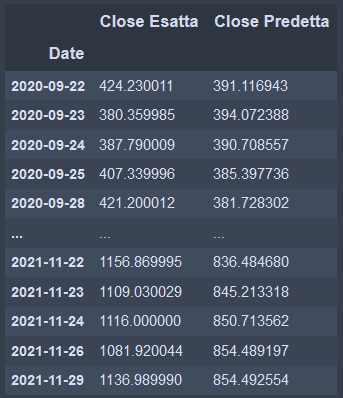 Close Esatta Close Predetta
Date
2020-09-22 424.230011 391.116943
2020-09-23 380.359985 394.072388
2020-09-24 387.790009 390.708557
2020-09-25 407.339996 385.397736
2020-09-28 421.200012 381.728302
... ... ...
2021-11-22 1156.869995 836.484680
2021-11-23 1109.030029 845.213318
2021-11-24 1116.000000 850.713562
2021-11-26 1081.920044 854.489197
2021-11-29 1136.989990 854.492554